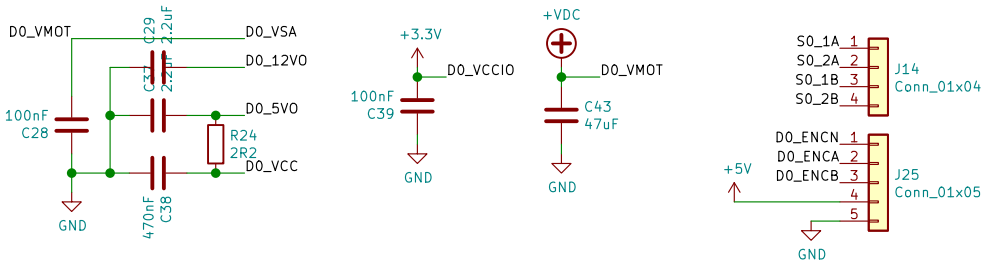 D0_VMOT
C29
2.2uF
D0_VSA
D0_12VO
C37
2.2uF
D0_5VO
100nF
C28
R24
2R2
D0_VCC
470nF
C38
GND
+3.3V
D0_VCCIO
100nF
C39
GND
+VDC
D0_VMOT
C43
47uF
GND
S0_1A 1
S0_2A 2
S0_1B 3
S0_2B 4
J14
Conn_01x04
D0_ENCN 1
D0_ENCA 2
D0_ENCB 3
4
5
J25
Conn_01x05
+5V
GND